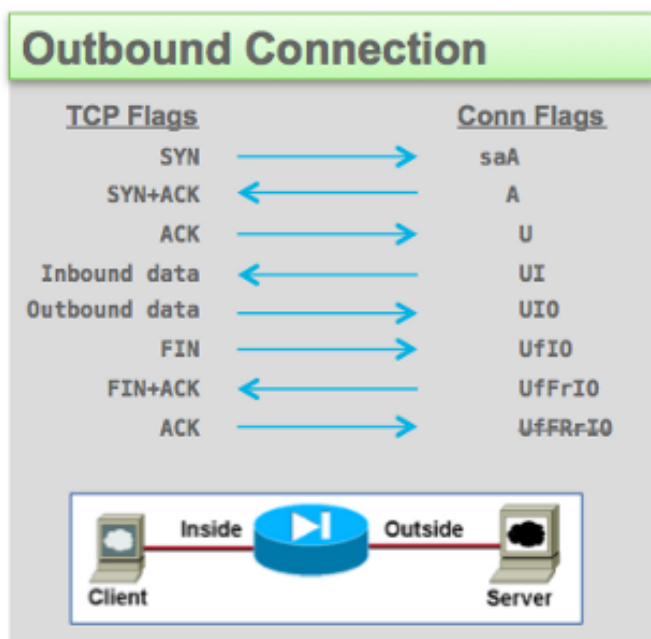 Outbound Connection
TCP Flags Conn Flags
SYN saA
SYN+ACK A
ACK U
Inbound data UI
Outbound data UIO
FIN UfIO
FIN+ACK UfFrIO
ACK UfFRrIO
Inside Outside
Client Server